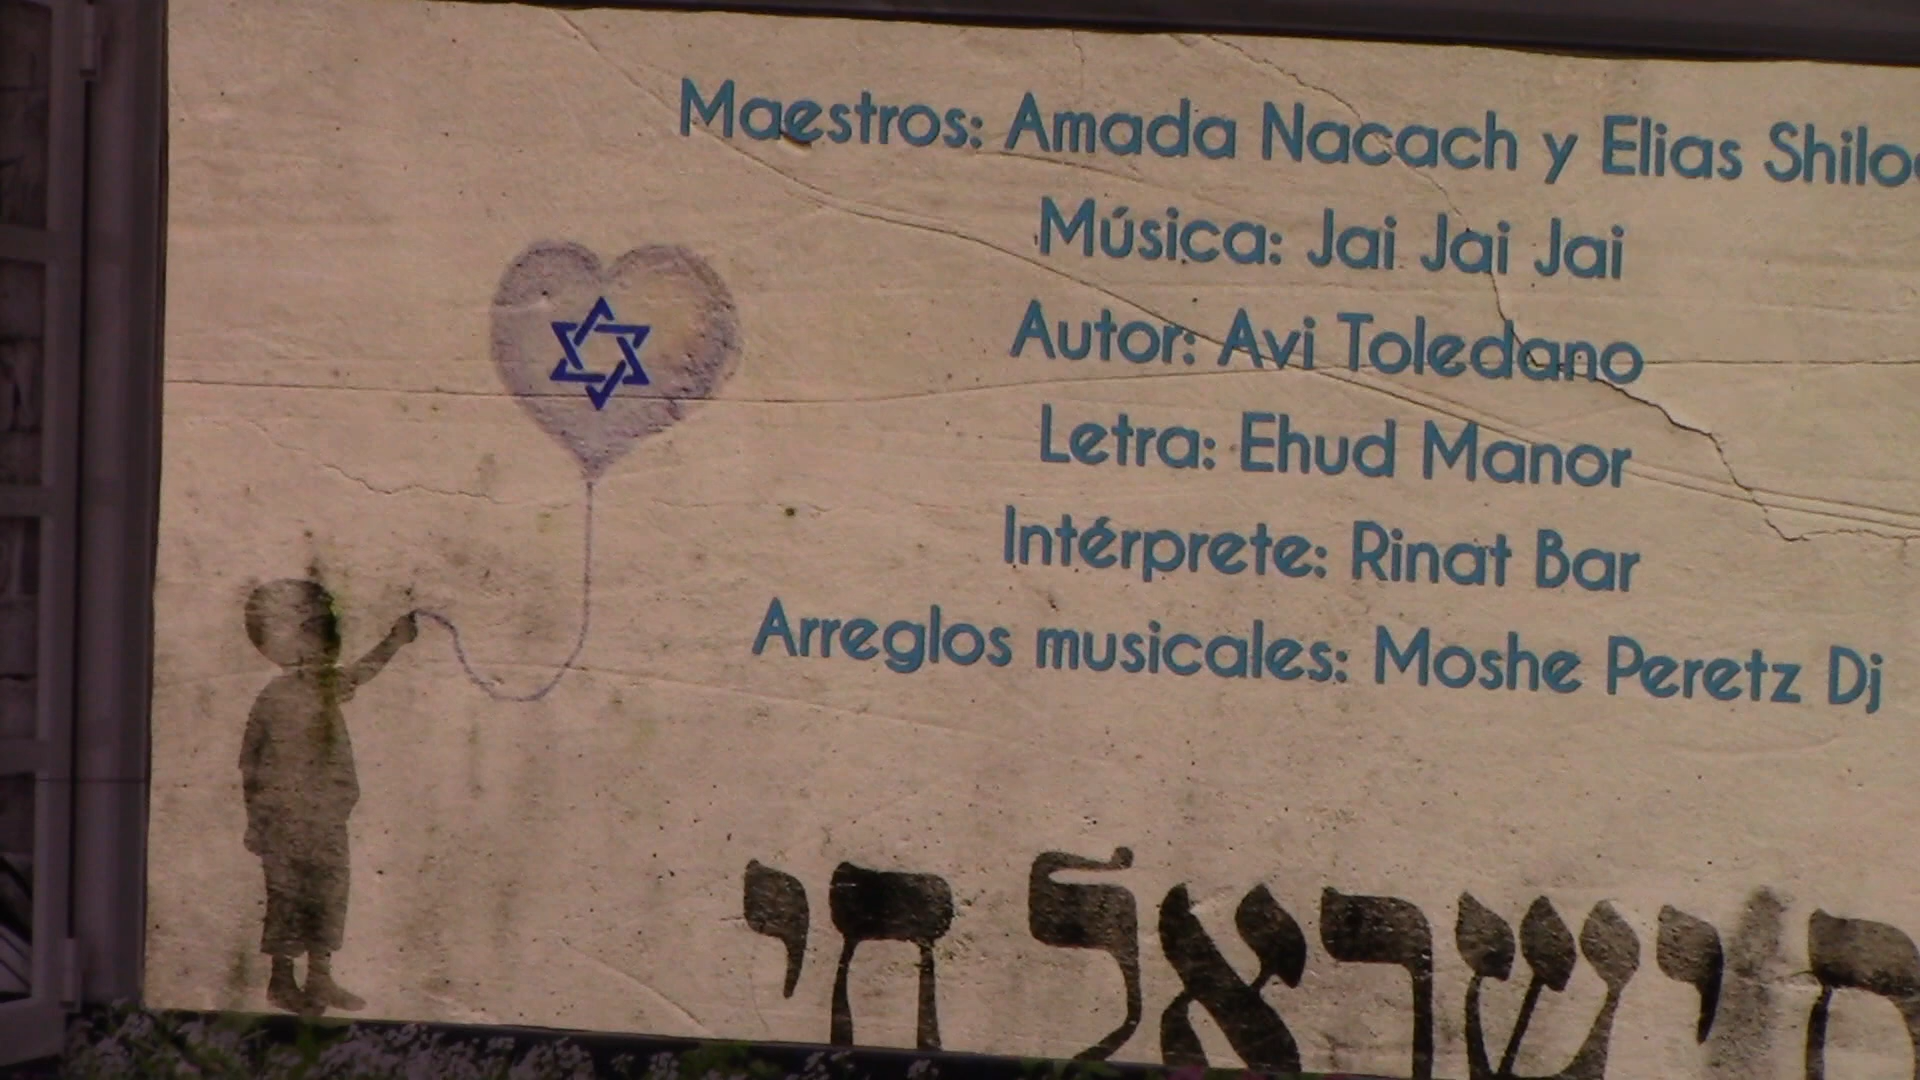 Maestros: Amada Nacach y Elias
Música: Jai Jai Jai
Autor: Avi Toledano
Letra: Ehud Manor
Intérprete: Rinat Bar
Arreglos musicales: Moshe Peretz Dj
ישראל חי